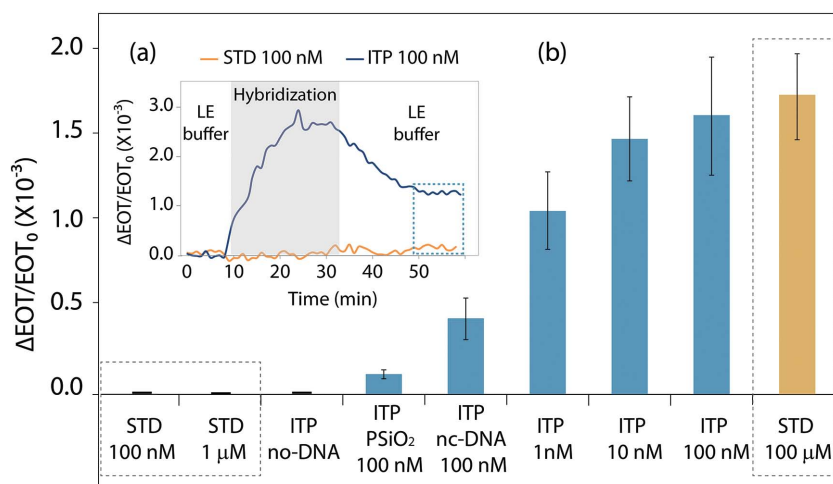 (a)
(b)
STD 100 nM
ITP 100 nM
ΔEOT/EOT₀ (X10⁻³)
3.0
2.0
1.0
0.0
LE
buffer
Hybridization
LE
buffer
0
10
20
30
40
50
Time (min)
ΔEOT/EOT₀ (X10⁻³)
2.0
1.5
1.0
0.5
0.0
STD
100 nM
STD
1 μM
ITP
no-DNA
ITP
PSiO₂
100 nM
ITP
nc-DNA
100 nM
ITP
1nM
ITP
10 nM
ITP
100 nM
STD
100 μM